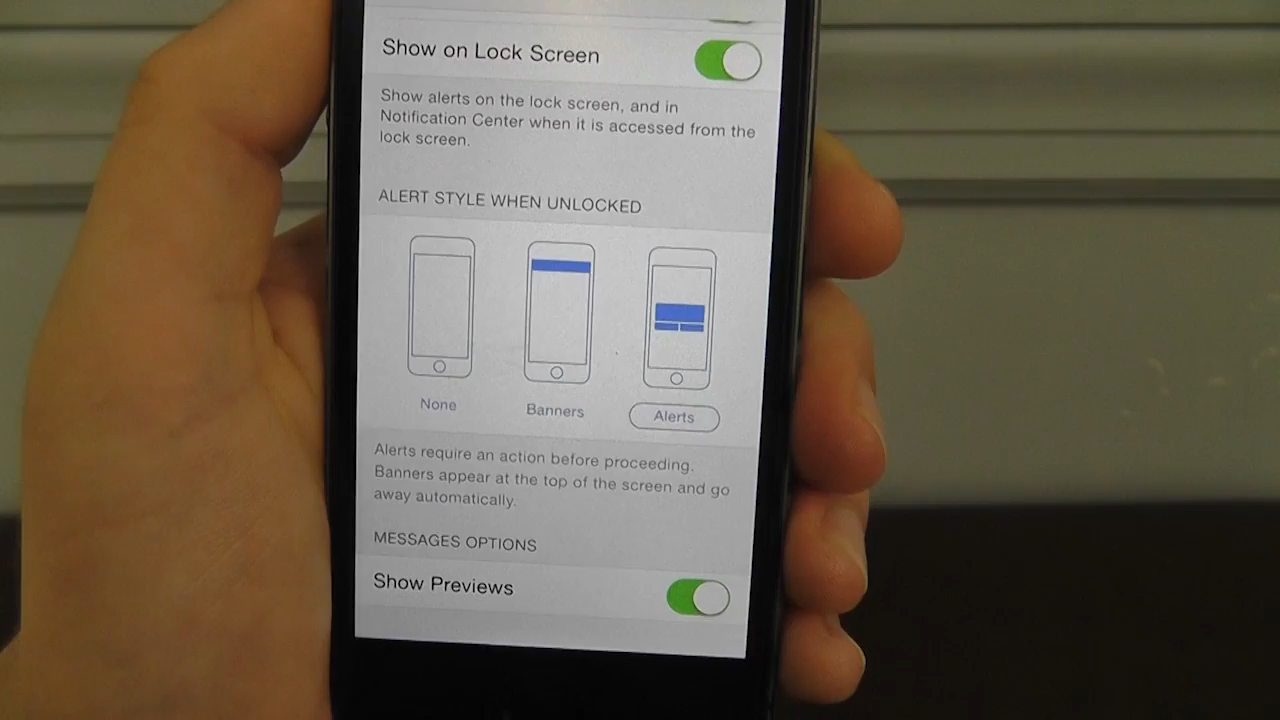 Show on Lock Screen
Show alerts on the lock screen, and in
Notification Center when it is accessed from the
lock screen.
ALERT STYLE WHEN UNLOCKED
None Banners Alerts
Alerts require an action before proceeding.
Banners appear at the top of the screen and go
away automatically.
MESSAGES OPTIONS
Show Previews